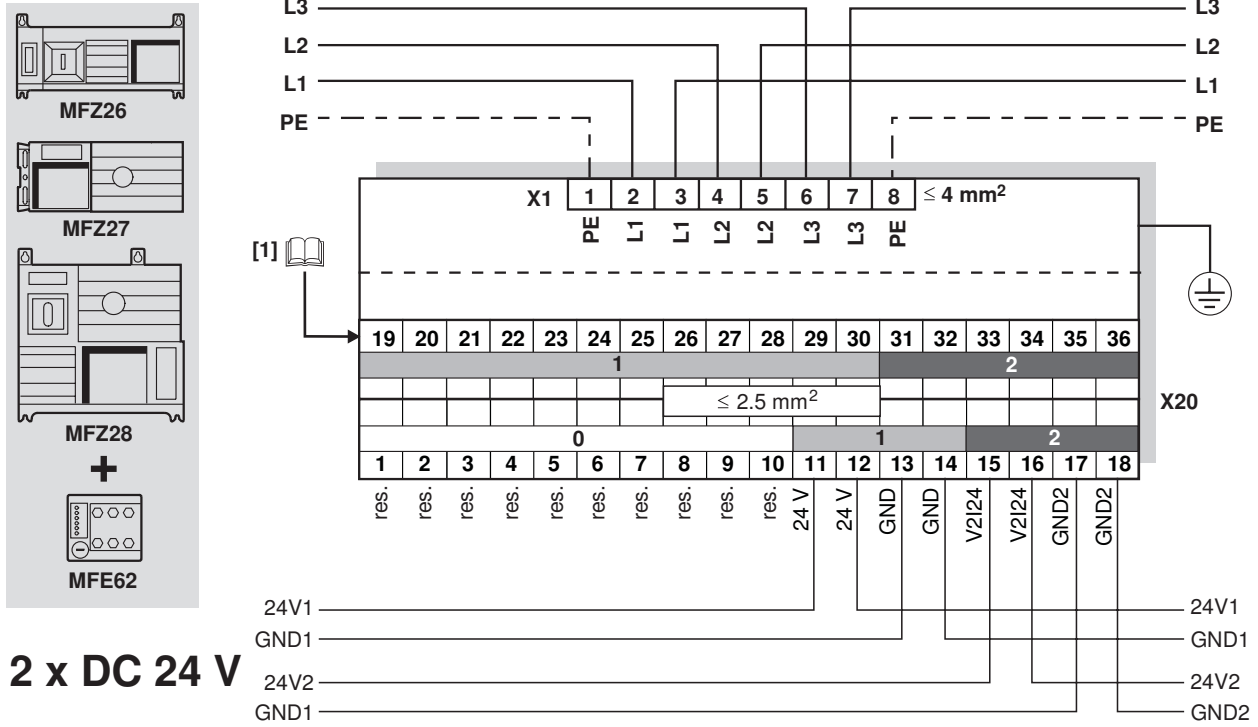 MFZ26
MFZ27
MFZ28
+
MFE62
2 x DC 24 V
L3 L3
L2 L2
L1 L1
PE PE
X1 1 2 3 4 5 6 7 8 ≤ 4 mm²
PE L1 L1 L2 L2 L3 L3 PE
[1]
19 20 21 22 23 24 25 26 27 28 29 30 31 32 33 34 35 36
1 2
≤ 2.5 mm²
X20
0 1 2
1 2 3 4 5 6 7 8 9 10 11 12 13 14 15 16 17 18
res. res. res. res. res. res. res. res. res. res. 24 V 24 V GND GND V2I24 V2I24 GND2 GND2
24V1 24V1
GND1 GND1
24V2 24V2
GND1 GND2